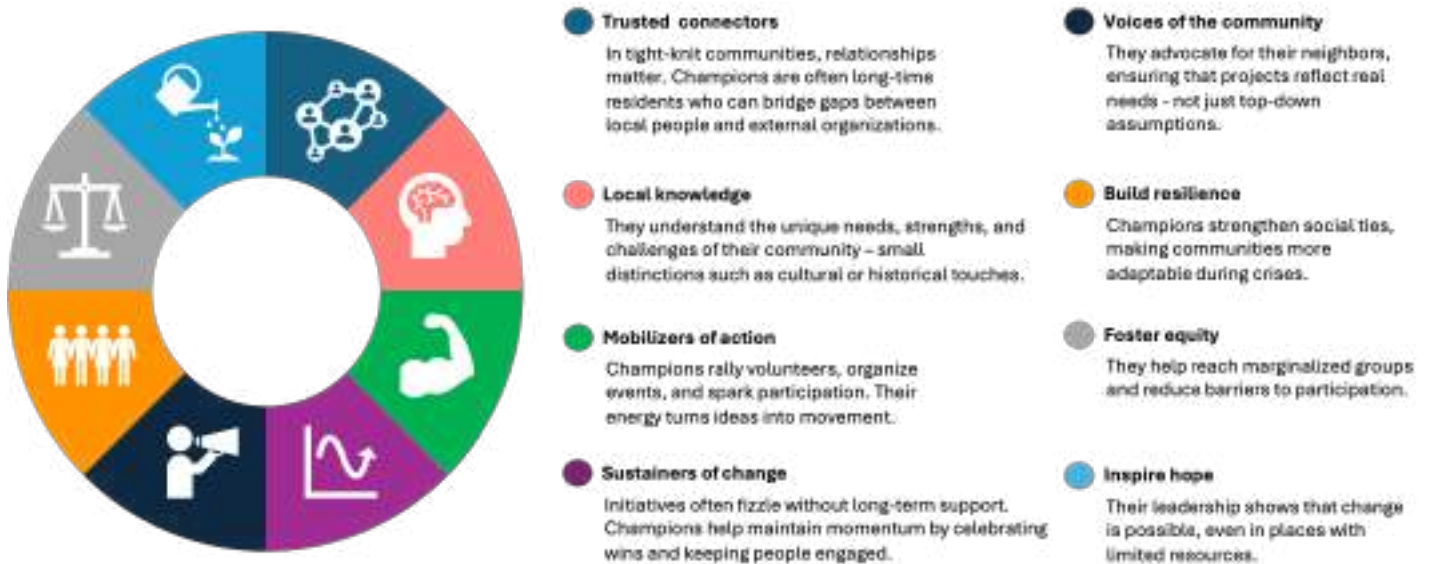 Trusted connectors
In tight-knit communities, relationships
matter. Champions are often long-time
residents who can bridge gaps between
local people and external organizations.
Local knowledge
They understand the unique needs, strengths, and
challenges of their community – small
distinctions such as cultural or historical touches.
Mobilizers of action
Champions rally volunteers, organize
events, and spark participation. Their
energy turns ideas into movement.
Sustainers of change
Initiatives often fizzle without long-term support.
Champions help maintain momentum by celebrating
wins and keeping people engaged.
Voices of the community
They advocate for their neighbors,
ensuring that projects reflect real
needs - not just top-down
assumptions.
Build resilience
Champions strengthen social ties,
making communities more
adaptable during crises.
Foster equity
They help reach marginalized groups
and reduce barriers to participation.
Inspire hope
Their leadership shows that change
is possible, even in places with
limited resources.